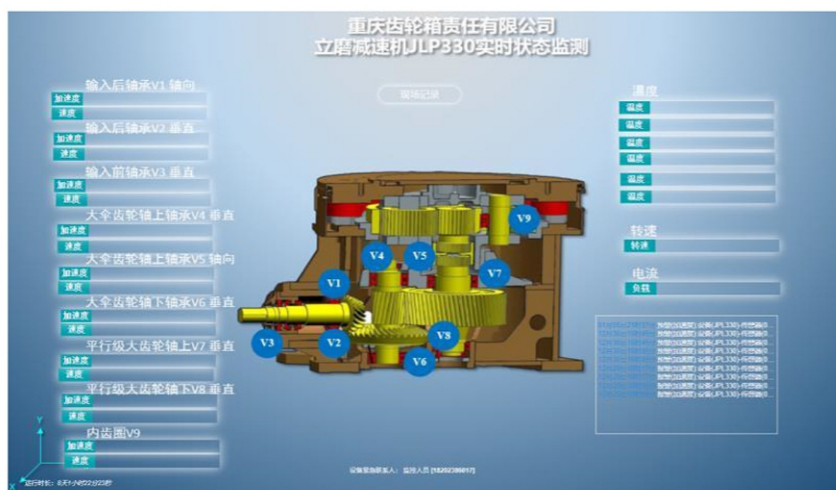 重庆齿轮箱责任有限公司
立磨减速机JLP330实时状态监测
现场记录
输入后轴承V1 轴向
加速度
速度
输入后轴承V2 垂直
加速度
速度
输入前轴承V3 垂直
加速度
速度
大伞齿轮轴上轴承V4 垂直
加速度
速度
大伞齿轮轴上轴承V5 轴向
加速度
速度
大伞齿轮轴下轴承V6 垂直
加速度
速度
平行级大齿轮轴上V7 垂直
加速度
速度
平行级大齿轮轴下V8 垂直
加速度
速度
内齿圈V9
加速度
速度
温度
温度
温度
温度
温度
温度
温度
转速
转速
电流
负载
V9
V4
V5
V7
V1
V3
V2
V8
V6
Y
X